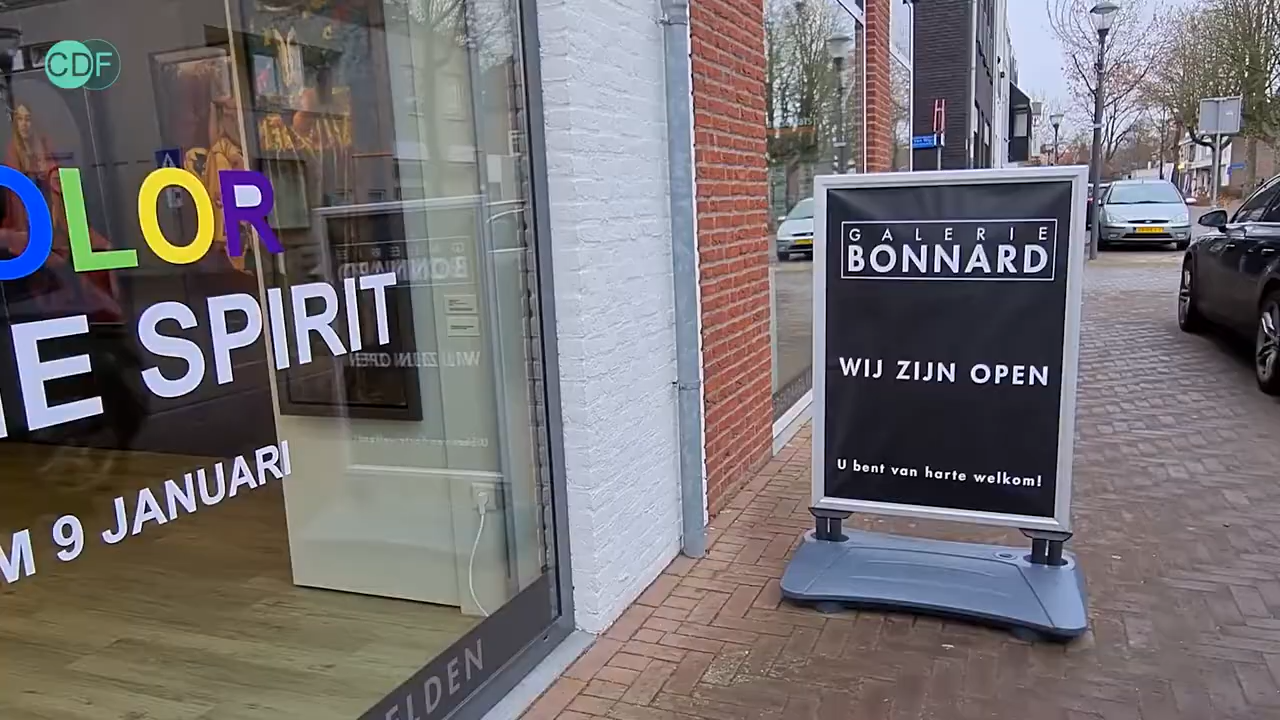 CDF
OLOR
E SPIRIT
M 9 JANUARI
ELDEN
GALERIE
BONNARD
WIJ ZIJN OPEN
U bent van harte welkom!